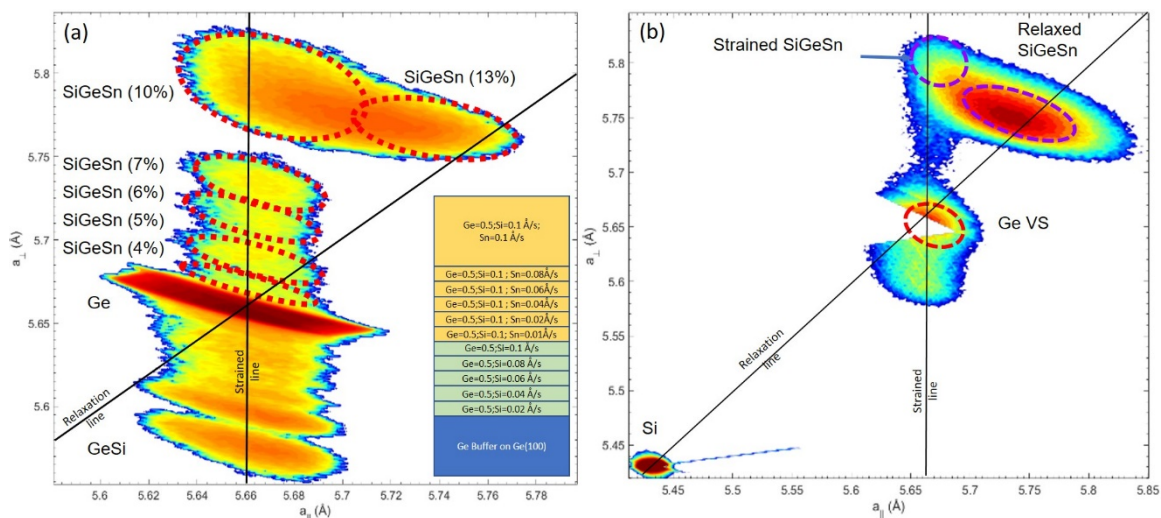 (a)
SiGeSn (10%)
SiGeSn (13%)
SiGeSn (7%)
SiGeSn (6%)
SiGeSn (5%)
SiGeSn (4%)
Ge
GeSi
Relaxation
line
Strained
line
Ge=0.5;Si=0.1 Å/s;
Sn=0.1 Å/s
Ge=0.5;Si=0.1 ; Sn=0.08Å/s
Ge=0.5;Si=0.1 ; Sn=0.06Å/s
Ge=0.5;Si=0.1 ; Sn=0.04Å/s
Ge=0.5;Si=0.1 ; Sn=0.02Å/s
Ge=0.5;Si=0.1; Sn=0.01Å/s
Ge=0.5;Si=0.1 Å/s
Ge=0.5;Si=0.08 Å/s
Ge=0.5;Si=0.06 Å/s
Ge=0.5;Si=0.04 Å/s
Ge=0.5;Si=0.02 Å/s
Ge Buffer on Ge(100)
a⊥ (Å)
5.8
5.75
5.7
5.65
5.6
5.6 5.62 5.64 5.66 5.68 5.7 5.72 5.74 5.76 5.78
a|| (Å)
(b)
Strained SiGeSn
Relaxed
SiGeSn
Ge VS
Si
Relaxation
line
Strained
line
a⊥ (Å)
5.85
5.8
5.75
5.7
5.65
5.6
5.55
5.5
5.45
5.42
5.45 5.5 5.55 5.6 5.65 5.7 5.75 5.8 5.85
a|| (Å)